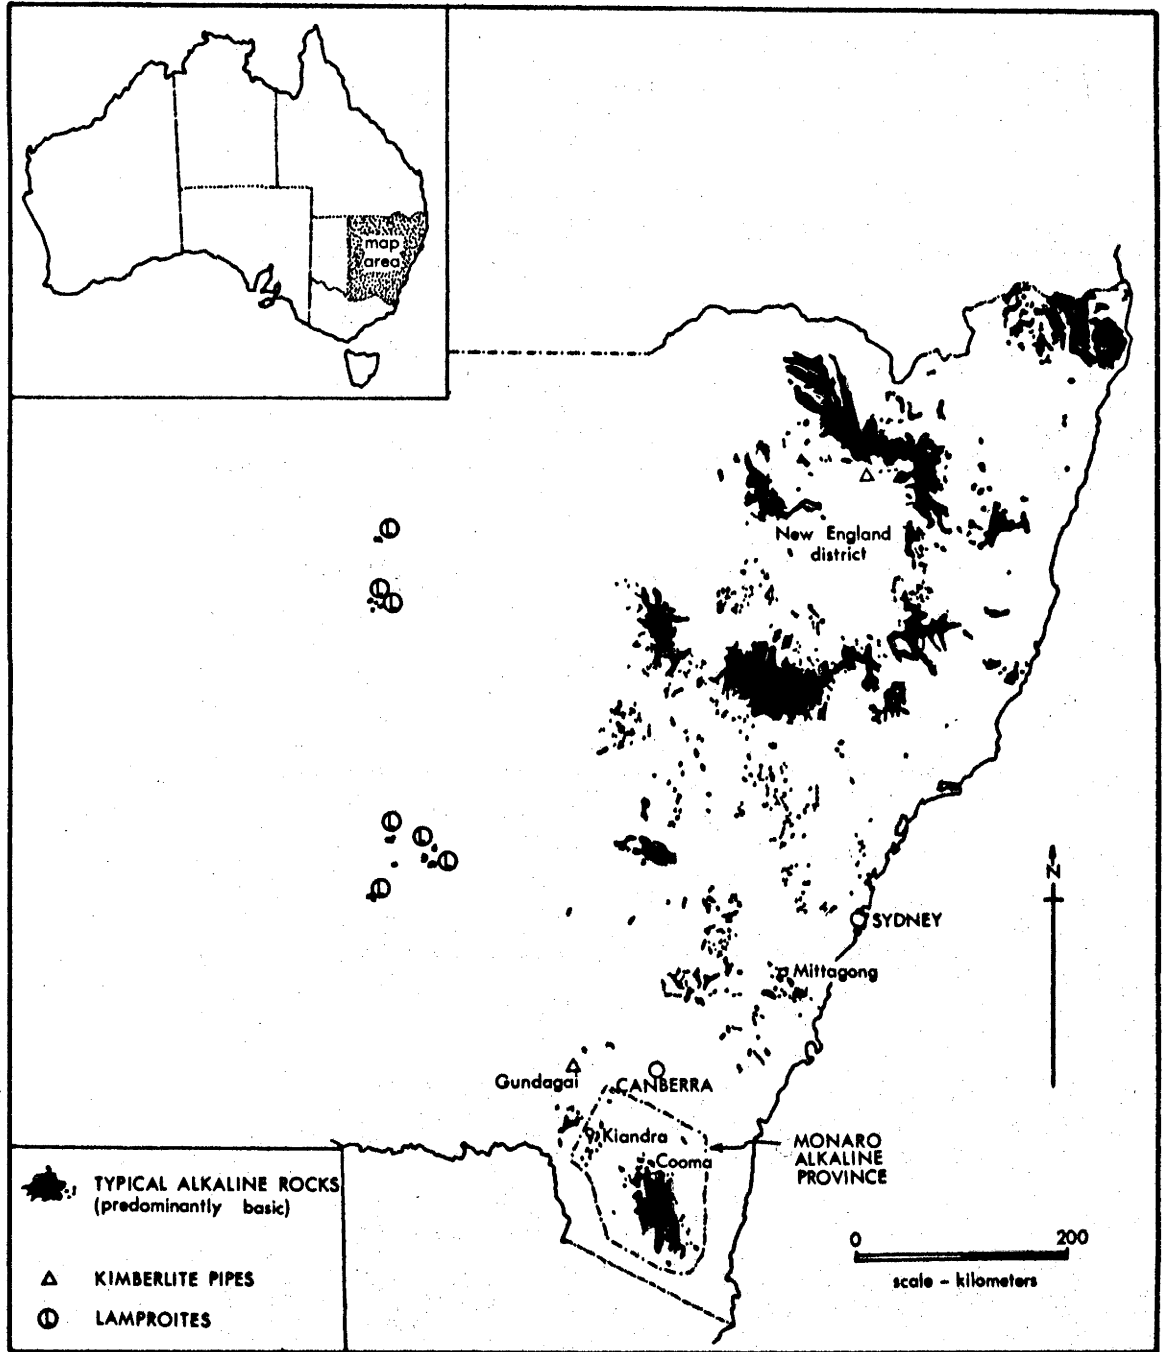 map
area
New England
district
SYDNEY
N
Mittagong
Gundagai
CANBERRA
Kiandra
Cooma
MONARO
ALKALINE
PROVINCE
TYPICAL ALKALINE ROCKS
(predominantly basic)
KIMBERLITE PIPES
L LAMPROITES
0 200
scale - kilometers
L
L
L
L
L
L
L